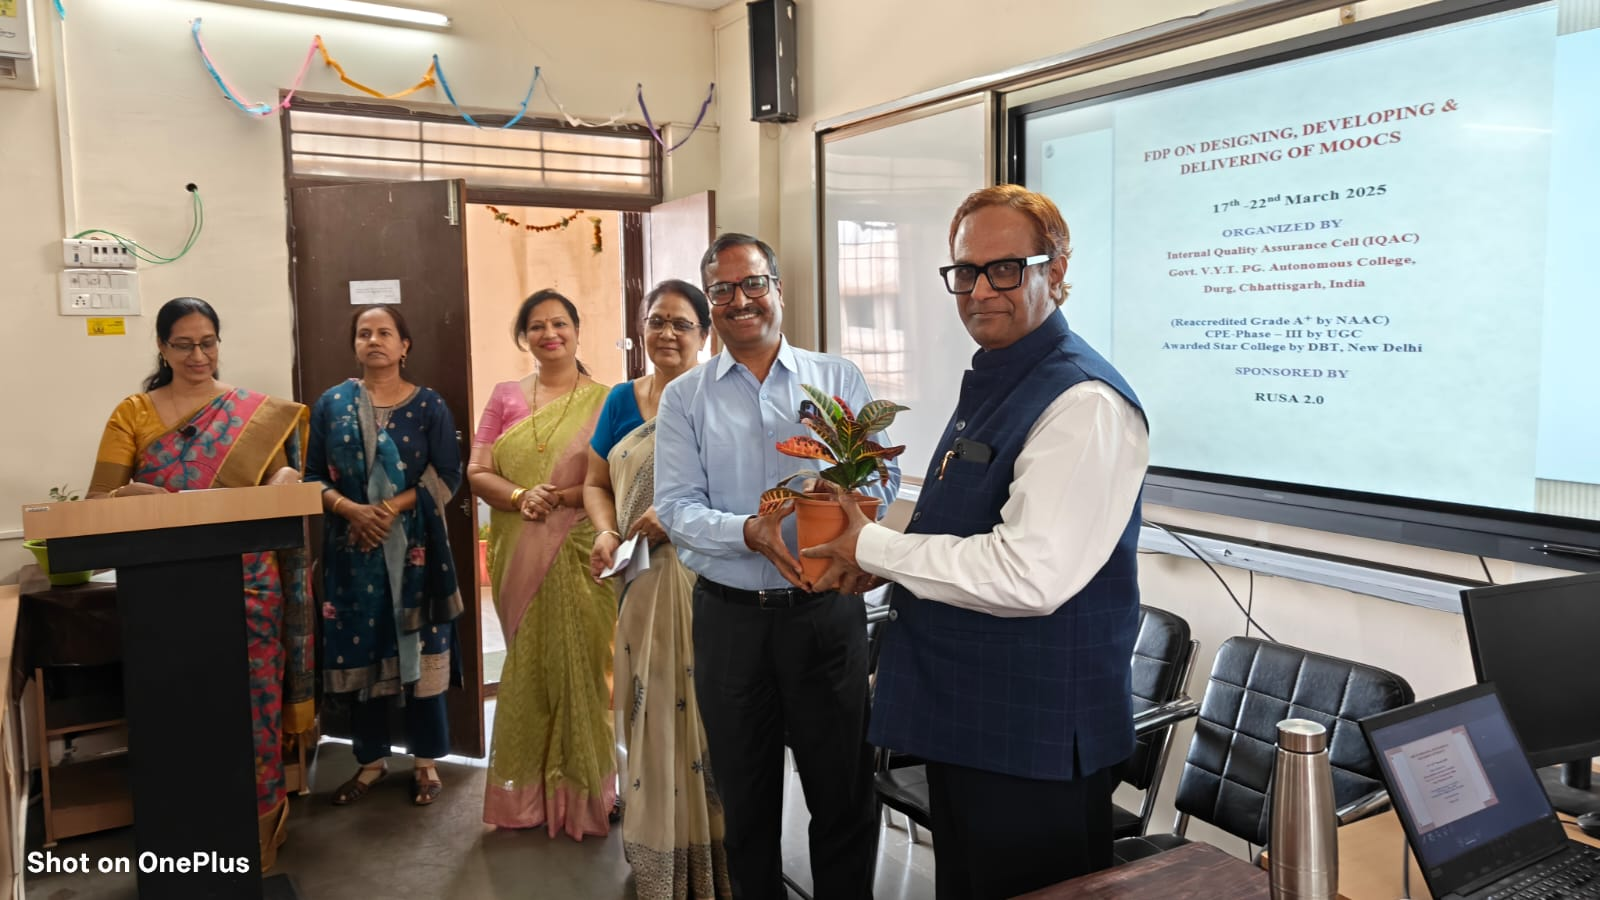 FDP ON DESIGNING, DEVELOPING &
DELIVERING OF MOOCS
17th -22nd March 2025
ORGANIZED BY
Internal Quality Assurance Cell (IQAC)
Govt. V.Y.T. PG. Autonomous College,
Durg, Chhattisgarh, India
(Reaccredited Grade A+ by NAAC)
CPE-Phase – III by UGC
Awarded Star College by DBT, New Delhi
SPONSORED BY
RUSA 2.0
Shot on OnePlus